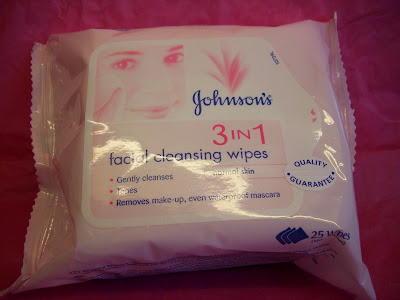 Johnson's
3 IN 1
facial cleansing wipes
• Gently cleanses
normal skin
• Tones
• Removes make-up, even waterproof mascara
QUALITY
• GUARANTEE •
25 Wipes